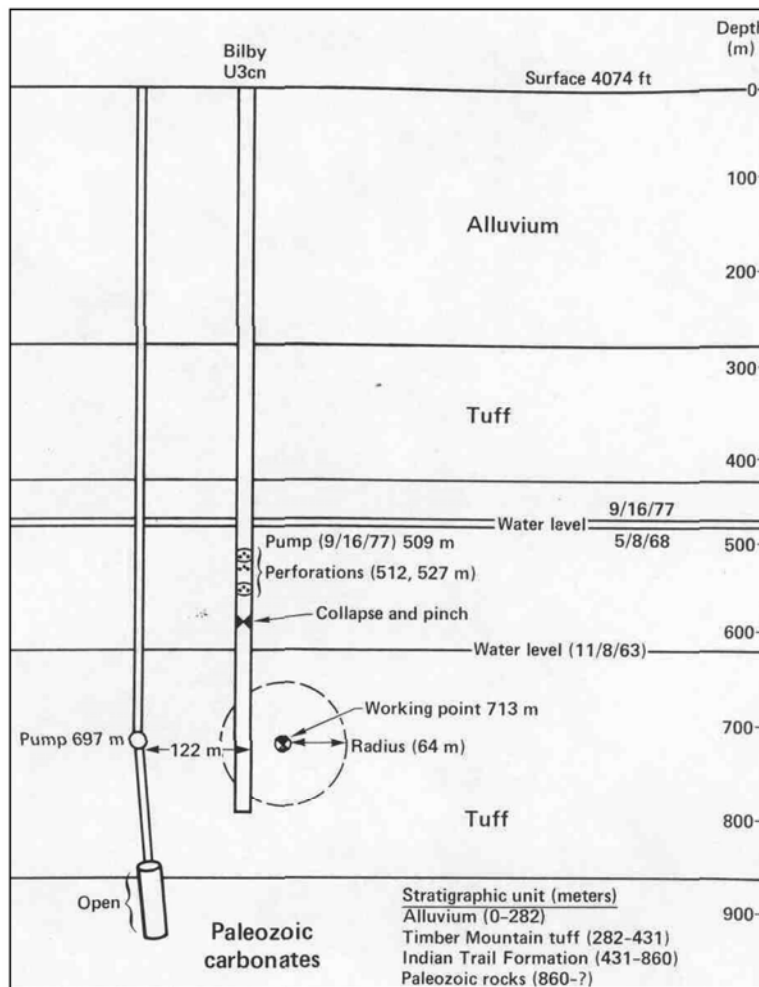 Depth
(m)
Bilby
U3cn
Surface 4074 ft
0
100
Alluvium
200
300
Tuff
400
9/16/77
Water level
5/8/68
500
Pump (9/16/77) 509 m
Perforations (512, 527 m)
Collapse and pinch
600
Water level (11/8/63)
Working point 713 m
700
Pump 697 m
122 m
Radius (64 m)
800
Tuff
Open
900
Paleozoic
carbonates
Stratigraphic unit (meters)
Alluvium (0-282)
Timber Mountain tuff (282-431)
Indian Trail Formation (431-860)
Paleozoic rocks (860-?)